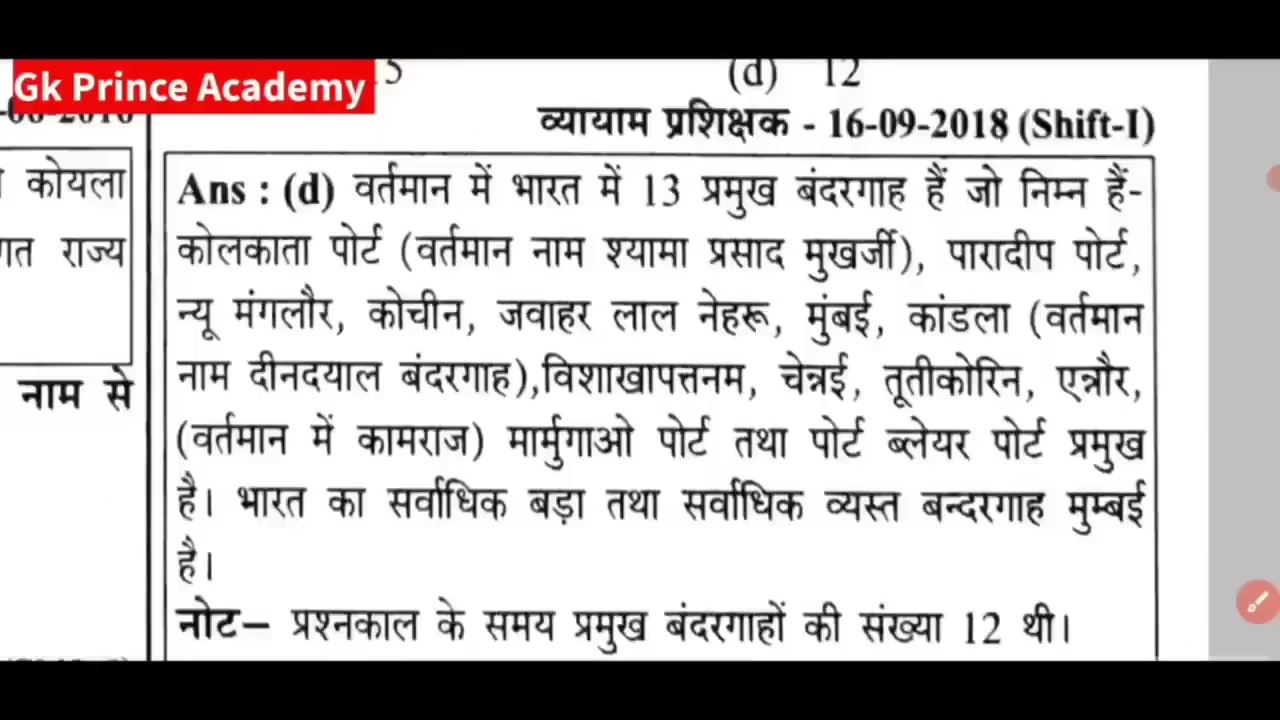 Gk Prince Academy
5
(d) 12
व्यायाम प्रशिक्षक - 16-09-2018 (Shift-I)
कोयला
राज्य
नाम से
Ans : (d) वर्तमान में भारत में 13 प्रमुख बंदरगाह हैं जो निम्न हैं-
कोलकाता पोर्ट (वर्तमान नाम श्यामा प्रसाद मुखर्जी), पारादीप पोर्ट,
न्यू मंगलौर, कोचीन, जवाहर लाल नेहरू, मुंबई, कांडला (वर्तमान
नाम दीनदयाल बंदरगाह),विशाखापत्तनम, चेन्नई, तूतीकोरिन, एन्नौर,
(वर्तमान में कामराज) मार्मुगाओ पोर्ट तथा पोर्ट ब्लेयर पोर्ट प्रमुख
है। भारत का सर्वाधिक बड़ा तथा सर्वाधिक व्यस्त बन्दरगाह मुम्बई
है।
नोट– प्रश्नकाल के समय प्रमुख बंदरगाहों की संख्या 12 थी।